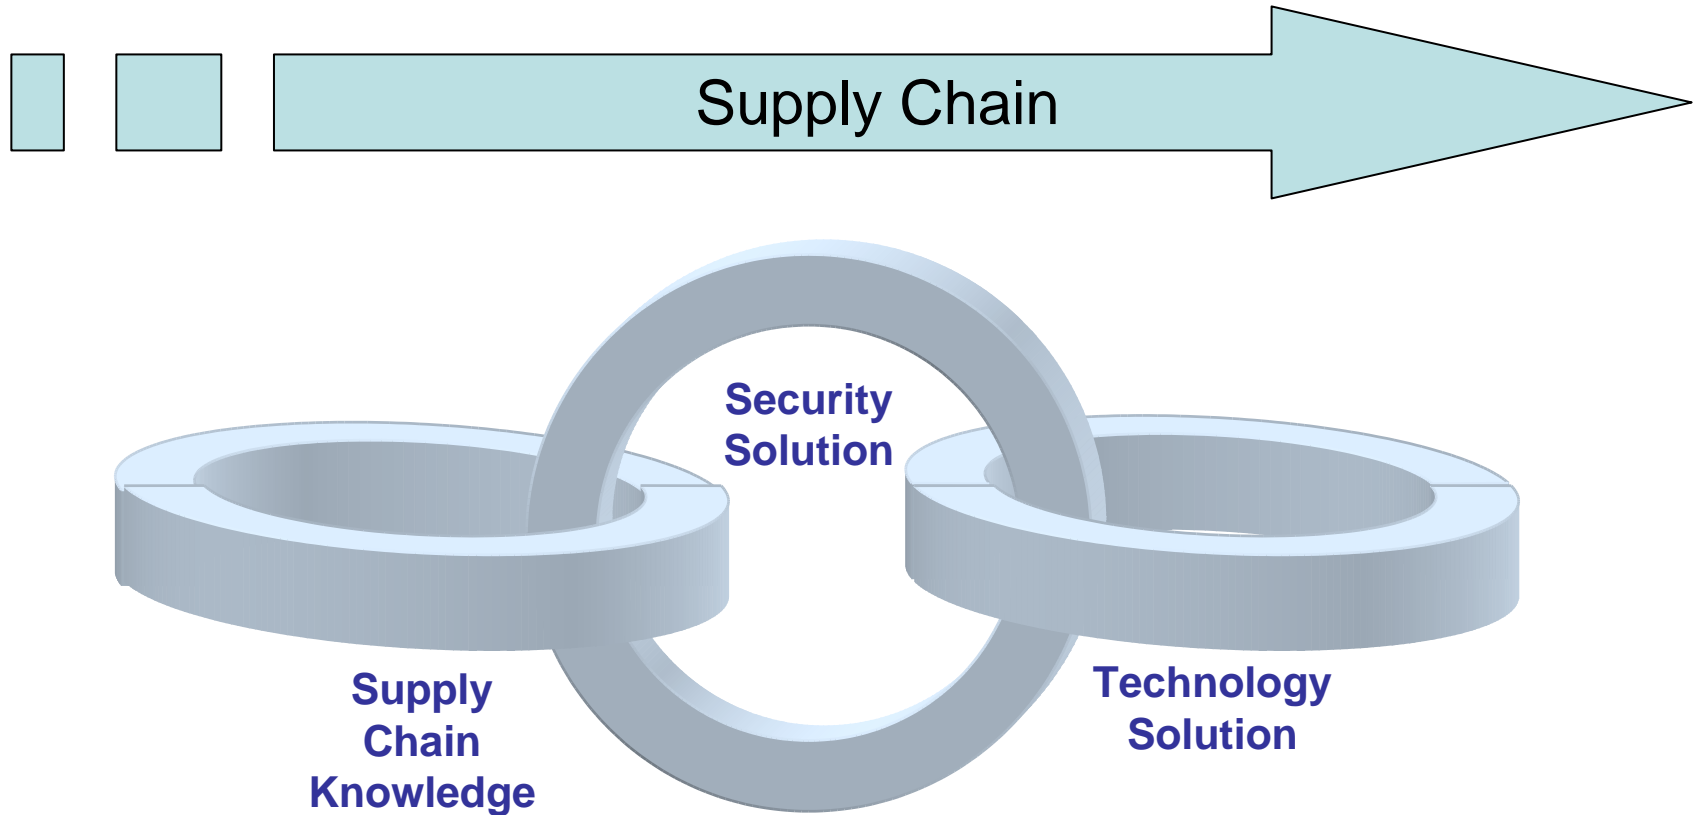 Supply Chain
Security
Solution
Supply
Chain
Knowledge
Technology
Solution